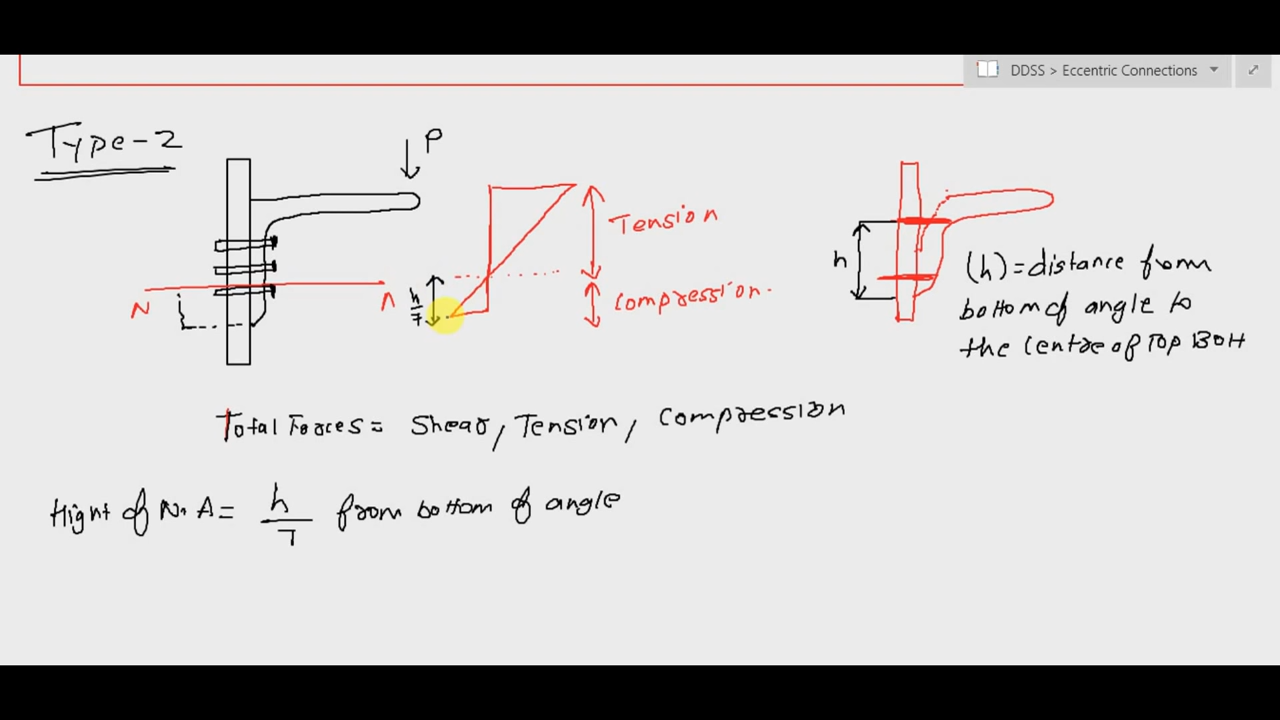 DDSS > Eccentric Connections
Type-2
P
N
A
h/7
Tension
Compression.
h
(h) = distance from
bottom of angle to
the Centre of Top Bolt
Total Forces = Shear, Tension, Compression
Hight of N.A = h/7 from bottom of angle